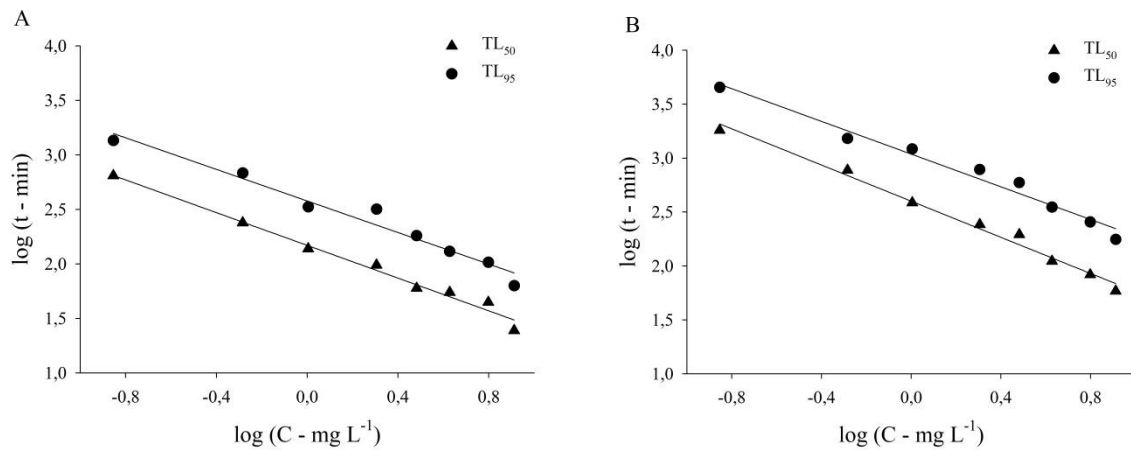 A
TL50
TL95
4,0
3,5
3,0
2,5
2,0
1,5
1,0
log (t - min)
-0,8 -0,4 0,0 0,4 0,8
log (C - mg L-1)
B
TL50
TL95
4,0
3,5
3,0
2,5
2,0
1,5
1,0
log (t - min)
-0,8 -0,4 0,0 0,4 0,8
log (C - mg L-1)